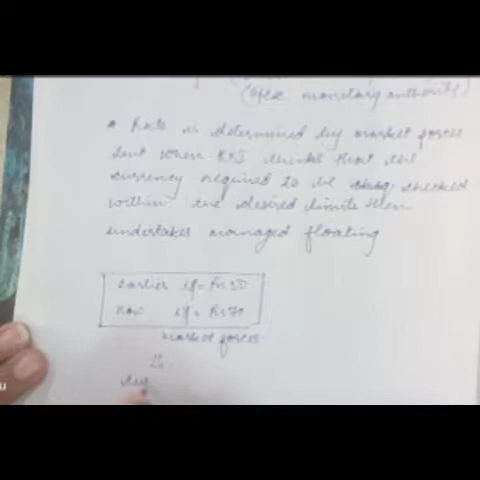 monetary authority)
Rate is determined by market forces
but when RBI thinks that the
currency required to be checked
within the desired limits then
undertakes managed floating
Earlier 1$ = Rs 50
Now 1$ = Rs 70
market forces